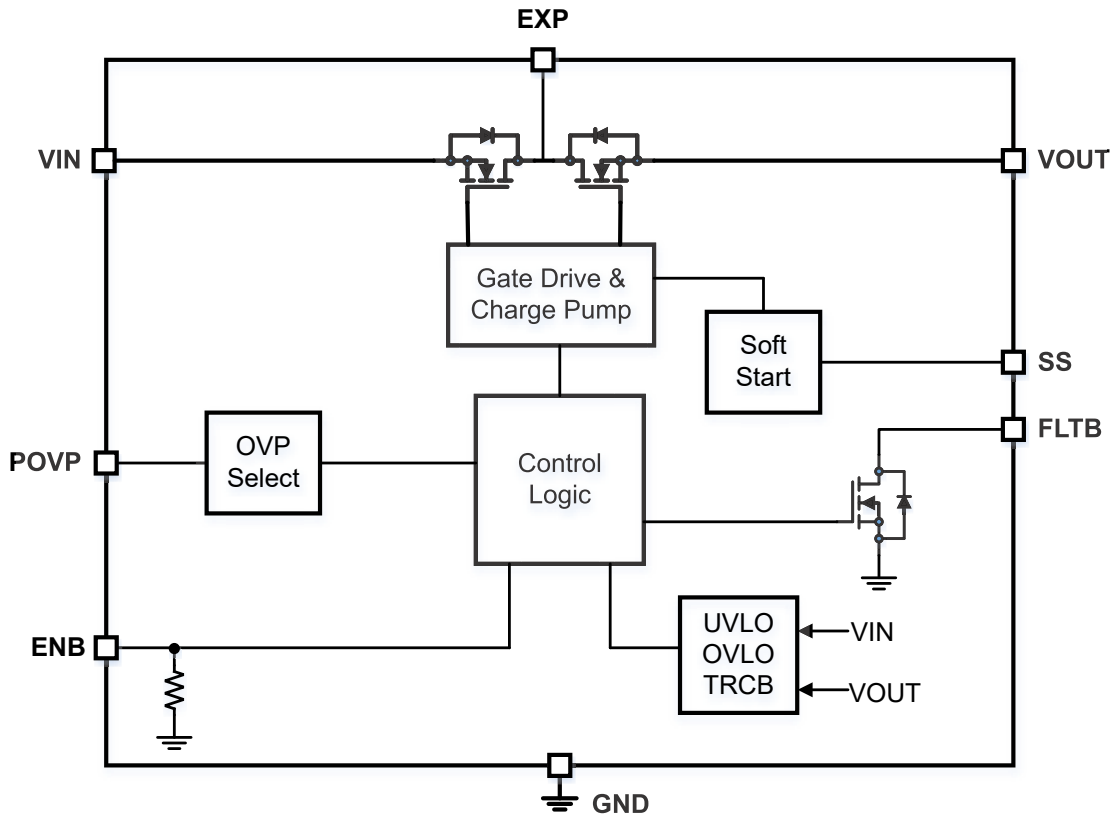 EXP
VIN
VOUT
Gate Drive &
Charge Pump
Soft
Start
SS
FLTB
POVP
OVP
Select
Control
Logic
ENB
UVLO
OVLO
TRCB
VIN
VOUT
GND